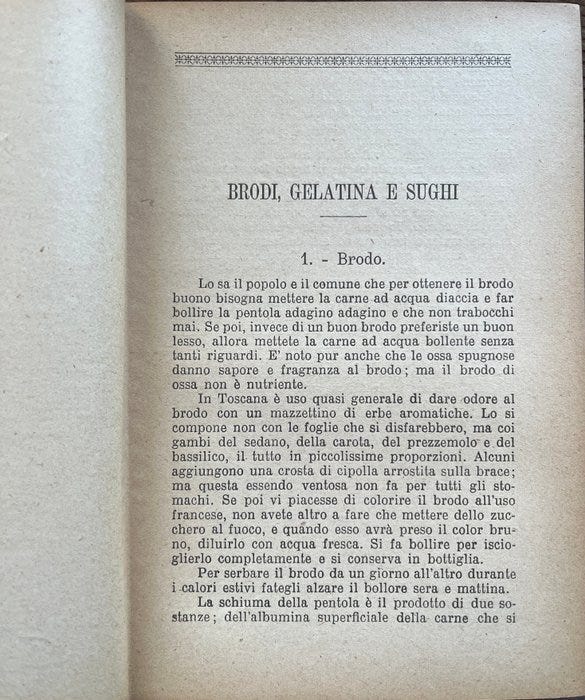 BRODI, GELATINA E SUGHI
1. - Brodo.
Lo sa il popolo e il comune che per ottenere il brodo
buono bisogna mettere la carne ad acqua diaccia e far
bollire la pentola adagino adagino e che non trabocchi
mai. Se poi, invece di un buon brodo preferiste un buon
lesso, allora mettete la carne ad acqua bollente senza
tanti riguardi. E' noto pur anche che le ossa spugnose
danno sapore e fragranza al brodo; ma il brodo di
ossa non è nutriente.
In Toscana è uso quasi generale di dare odore al
brodo con un mazzettino di erbe aromatiche. Lo si
compone non con le foglie che si disfarebbero, ma coi
gambi del sedano, della carota, del prezzemolo e del
bassilico, il tutto in piccolissime proporzioni. Alcuni
aggiungono una crosta di cipolla arrostita sulla brace;
ma questa essendo ventosa non fa per tutti gli sto-
machi. Se poi vi piacesse di colorire il brodo all'uso
francese, non avete altro a fare che mettere dello zuc-
chero al fuoco, e quando esso avrà preso il color bru-
no, diluirlo con acqua fresca. Si fa bollire per iscio-
glierlo completamente e si conserva in bottiglia.
Per serbare il brodo da un giorno all'altro durante
i calori estivi fategli alzare il bollore sera e mattina.
La schiuma della pentola è il prodotto di due so-
stanze; dell'albumina superficiale della carne che si